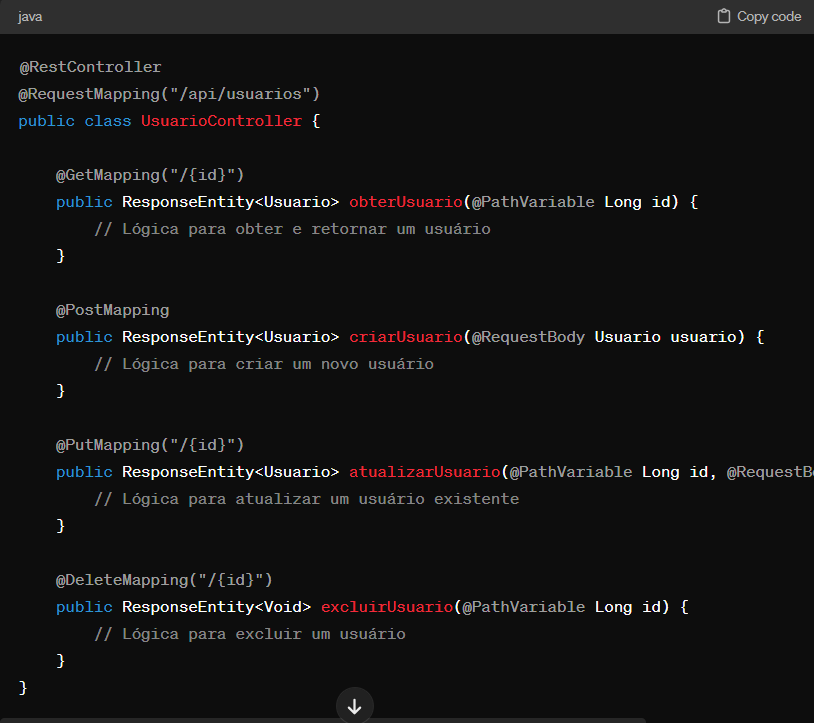 java
Copy code
@RestController
@RequestMapping("/api/usuarios")
public class UsuarioController {
@GetMapping("/{id}")
public ResponseEntity<Usuario> obterUsuario(@PathVariable Long id) {
// Lógica para obter e retornar um usuário
}
@PostMapping
public ResponseEntity<Usuario> criarUsuario(@RequestBody Usuario usuario) {
// Lógica para criar um novo usuário
}
@PutMapping("/{id}")
public ResponseEntity<Usuario> atualizarUsuario(@PathVariable Long id, @RequestB
// Lógica para atualizar um usuário existente
}
@DeleteMapping("/{id}")
public ResponseEntity<Void> excluirUsuario(@PathVariable Long id) {
// Lógica para excluir um usuário
}
}